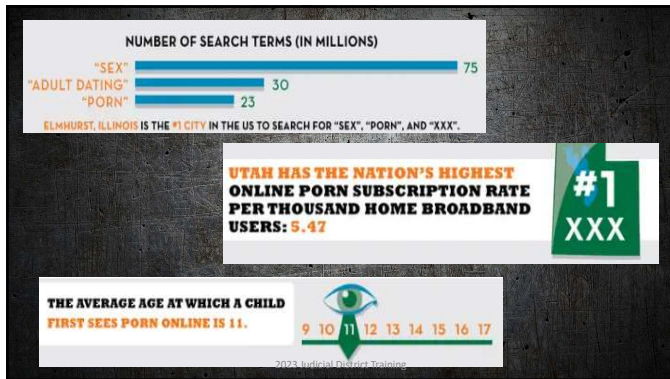 NUMBER OF SEARCH TERMS (IN MILLIONS)
"SEX" 75
"ADULT DATING" 30
"PORN" 23
ELMHURST, ILLINOIS IS THE #1 CITY IN THE US TO SEARCH FOR "SEX", "PORN", AND "XXX".
UTAH HAS THE NATION'S HIGHEST
ONLINE PORN SUBSCRIPTION RATE
PER THOUSAND HOME BROADBAND
USERS: 5.47
#1
XXX
THE AVERAGE AGE AT WHICH A CHILD
FIRST SEES PORN ONLINE IS 11.
9 10 11 12 13 14 15 16 17
2023 Judicial District Training